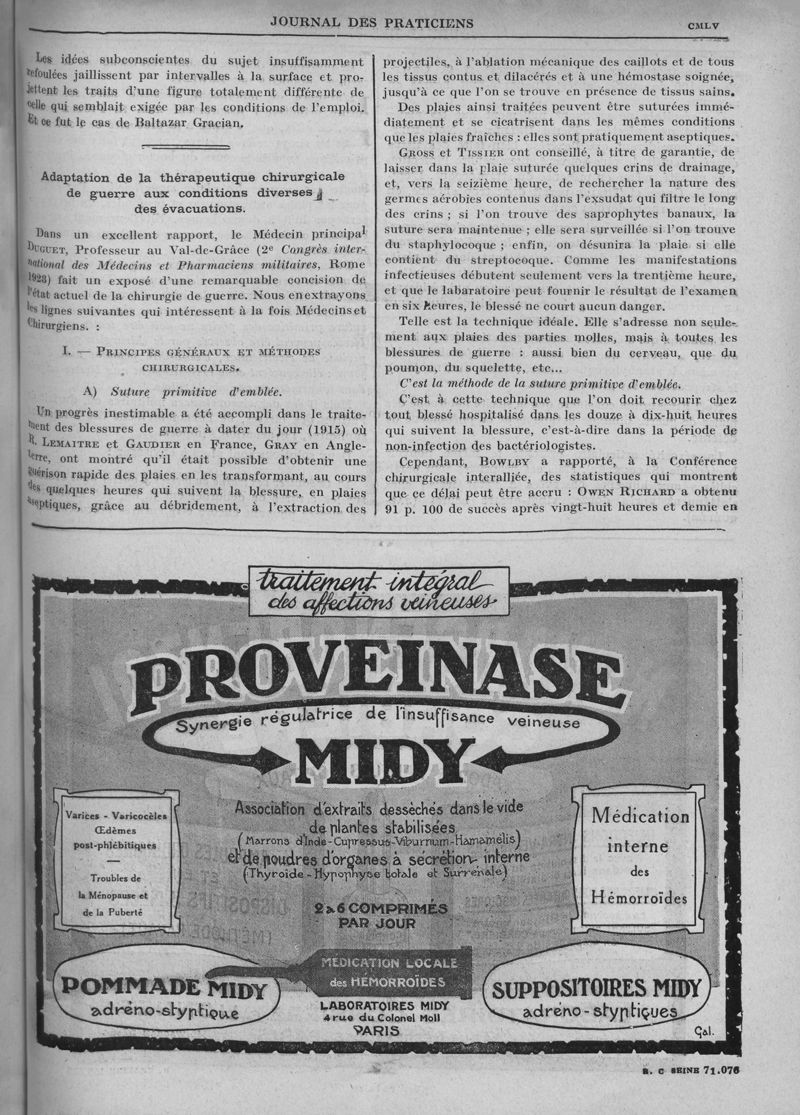 JOURNAL DES PRATICIENS
CMLV
Les idées subconscientes du sujet insuffisamment
refoulées jaillissent par intervalles à la surface et pro-
jettent les traits d'une figure totalement différente de
celle qui semblait exigée par les conditions de l'emploi.
Et ce fut le cas de Baltazar Gracian.
Adaptation de la thérapeutique chirurgicale
de guerre aux conditions diverses
des évacuations.
Dans un excellent rapport, le Médecin principal
DUGUET, Professeur au Val-de-Grâce (2e Congrès inter-
national des Médecins et Pharmaciens militaires, Rome
1923) fait un exposé d'une remarquable concision de
l'état actuel de la chirurgie de guerre. Nous en extrayons
les lignes suivantes qui intéressent à la fois Médecins et
Chirurgiens. :
I. — PRINCIPES GÉNÉRAUX ET MÉTHODES
CHIRURGICALES.
A) Suture primitive d'emblée.
Un progrès inestimable a été accompli dans le traite-
ment des blessures de guerre à dater du jour (1915) où
R. LEMAITRE et GAUDIER en France, GRAY en Angle-
terre, ont montré qu'il était possible d'obtenir une
guérison rapide des plaies en les transformant, au cours
des quelques heures qui suivent la blessure, en plaies
aseptiques, grâce au débridement, à l'extraction des
projectiles, à l'ablation mécanique des caillots et de tous
les tissus contus et dilacérés et à une hémostase soignée,
jusqu'à ce que l'on se trouve en présence de tissus sains.
Des plaies ainsi traitées peuvent être suturées immé-
diatement et se cicatrisent dans les mêmes conditions
que les plaies fraîches : elles sont pratiquement aseptiques.
GROSS et TISSIER ont conseillé, à titre de garantie, de
laisser dans la plaie suturée quelques crins de drainage,
et, vers la seizième heure, de rechercher la nature des
germes aérobies contenus dans l'exsudat qui filtre le long
des crins ; si l'on trouve des saprophytes banaux, la
suture sera maintenue ; elle sera surveillée si l'on trouve
du staphylocoque ; enfin, on désunira la plaie si elle
contient du streptocoque. Comme les manifestations
infectieuses débutent seulement vers la trentième heure,
et que le labaratoire peut fournir le résultat de l'examen
en six heures, le blessé ne court aucun danger.
Telle est la technique idéale. Elle s'adresse non seule-
ment aux plaies des parties molles, mais à toutes les
blessures de guerre : aussi bien du cerveau, que du
poumon, du squelette, etc...
C'est la méthode de la suture primitive d'emblée.
C'est à cette technique que l'on doit recourir chez
tout blessé hospitalisé dans les douze à dix-huit heures
qui suivent la blessure, c'est-à-dire dans la période de
non-infection des bactériologistes.
Cependant, BOWLBY a rapporté, à la Conférence
chirurgicale interalliée, des statistiques qui montrent
que ce délai peut être accru : OWEN RICHARD a obtenu
91 p. 100 de succès après vingt-huit heures et demie en
traitement intégral
des affections veineuses
PROVEINASE
Synergie régulatrice de l'insuffisance veineuse
MIDY
Varices - Varicocèles
Œdèmes
post-phlébitiques
—
Troubles de
la Ménopause et
de la Puberté
Association d'extraits desséchés dans le vide
de plantes stabilisées
(Marrons d'Inde-Cupressus-Viburnum-Hamamelis)
et de poudres d'organes à sécrétion interne
(Thyroïde-Hypophyse totale et Surrénale)
2 à 6 COMPRIMÉS
PAR JOUR
Médication
interne
des
Hémorroïdes
MÉDICATION LOCALE
des HÉMORROÏDES
POMMADE MIDY
adréno-styptique
LABORATOIRES MIDY
4 rue du Colonel Moll
PARIS
SUPPOSITOIRES MIDY
adréno-styptiques
Gal.
R. C SEINE 71.076